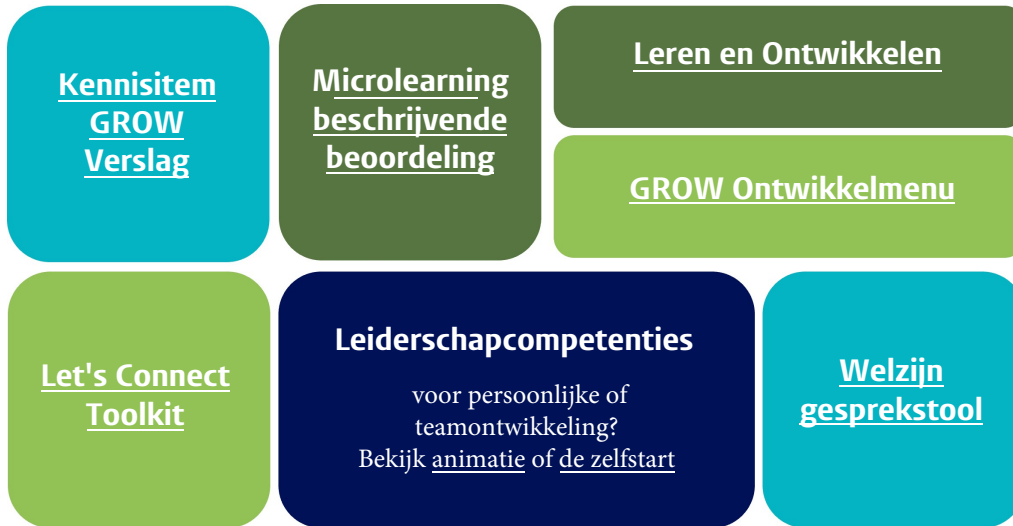 Kennisitem
GROW
Verslag
Microlearning
beschrijvende
beoordeling
Leren en Ontwikkelen
GROW Ontwikkelmenu
Let's Connect
Toolkit
Leiderschapcompetenties
voor persoonlijke of
teamontwikkeling?
Bekijk animatie of de zelfstart
Welzijn
gesprekstool